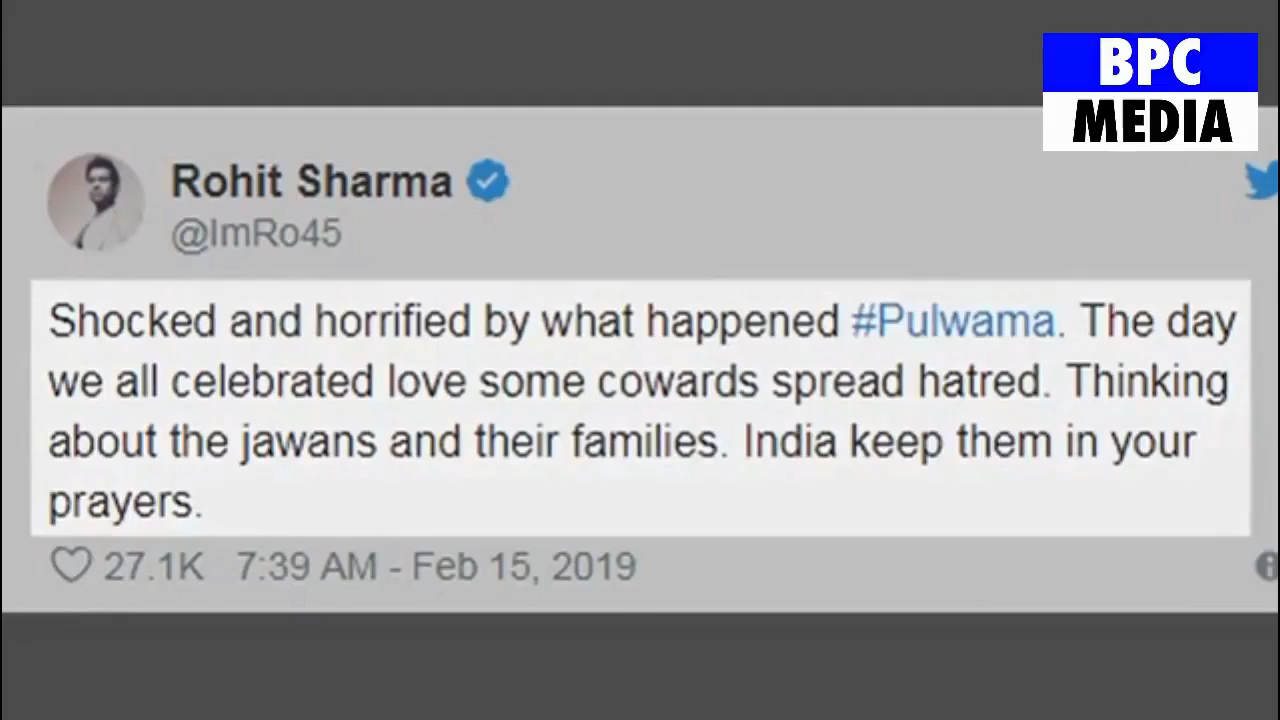 BPC
MEDIA
Rohit Sharma
@ImRo45
Shocked and horrified by what happened #Pulwama. The day
we all celebrated love some cowards spread hatred. Thinking
about the jawans and their families. India keep them in your
prayers.
27.1K 7:39 AM - Feb 15, 2019